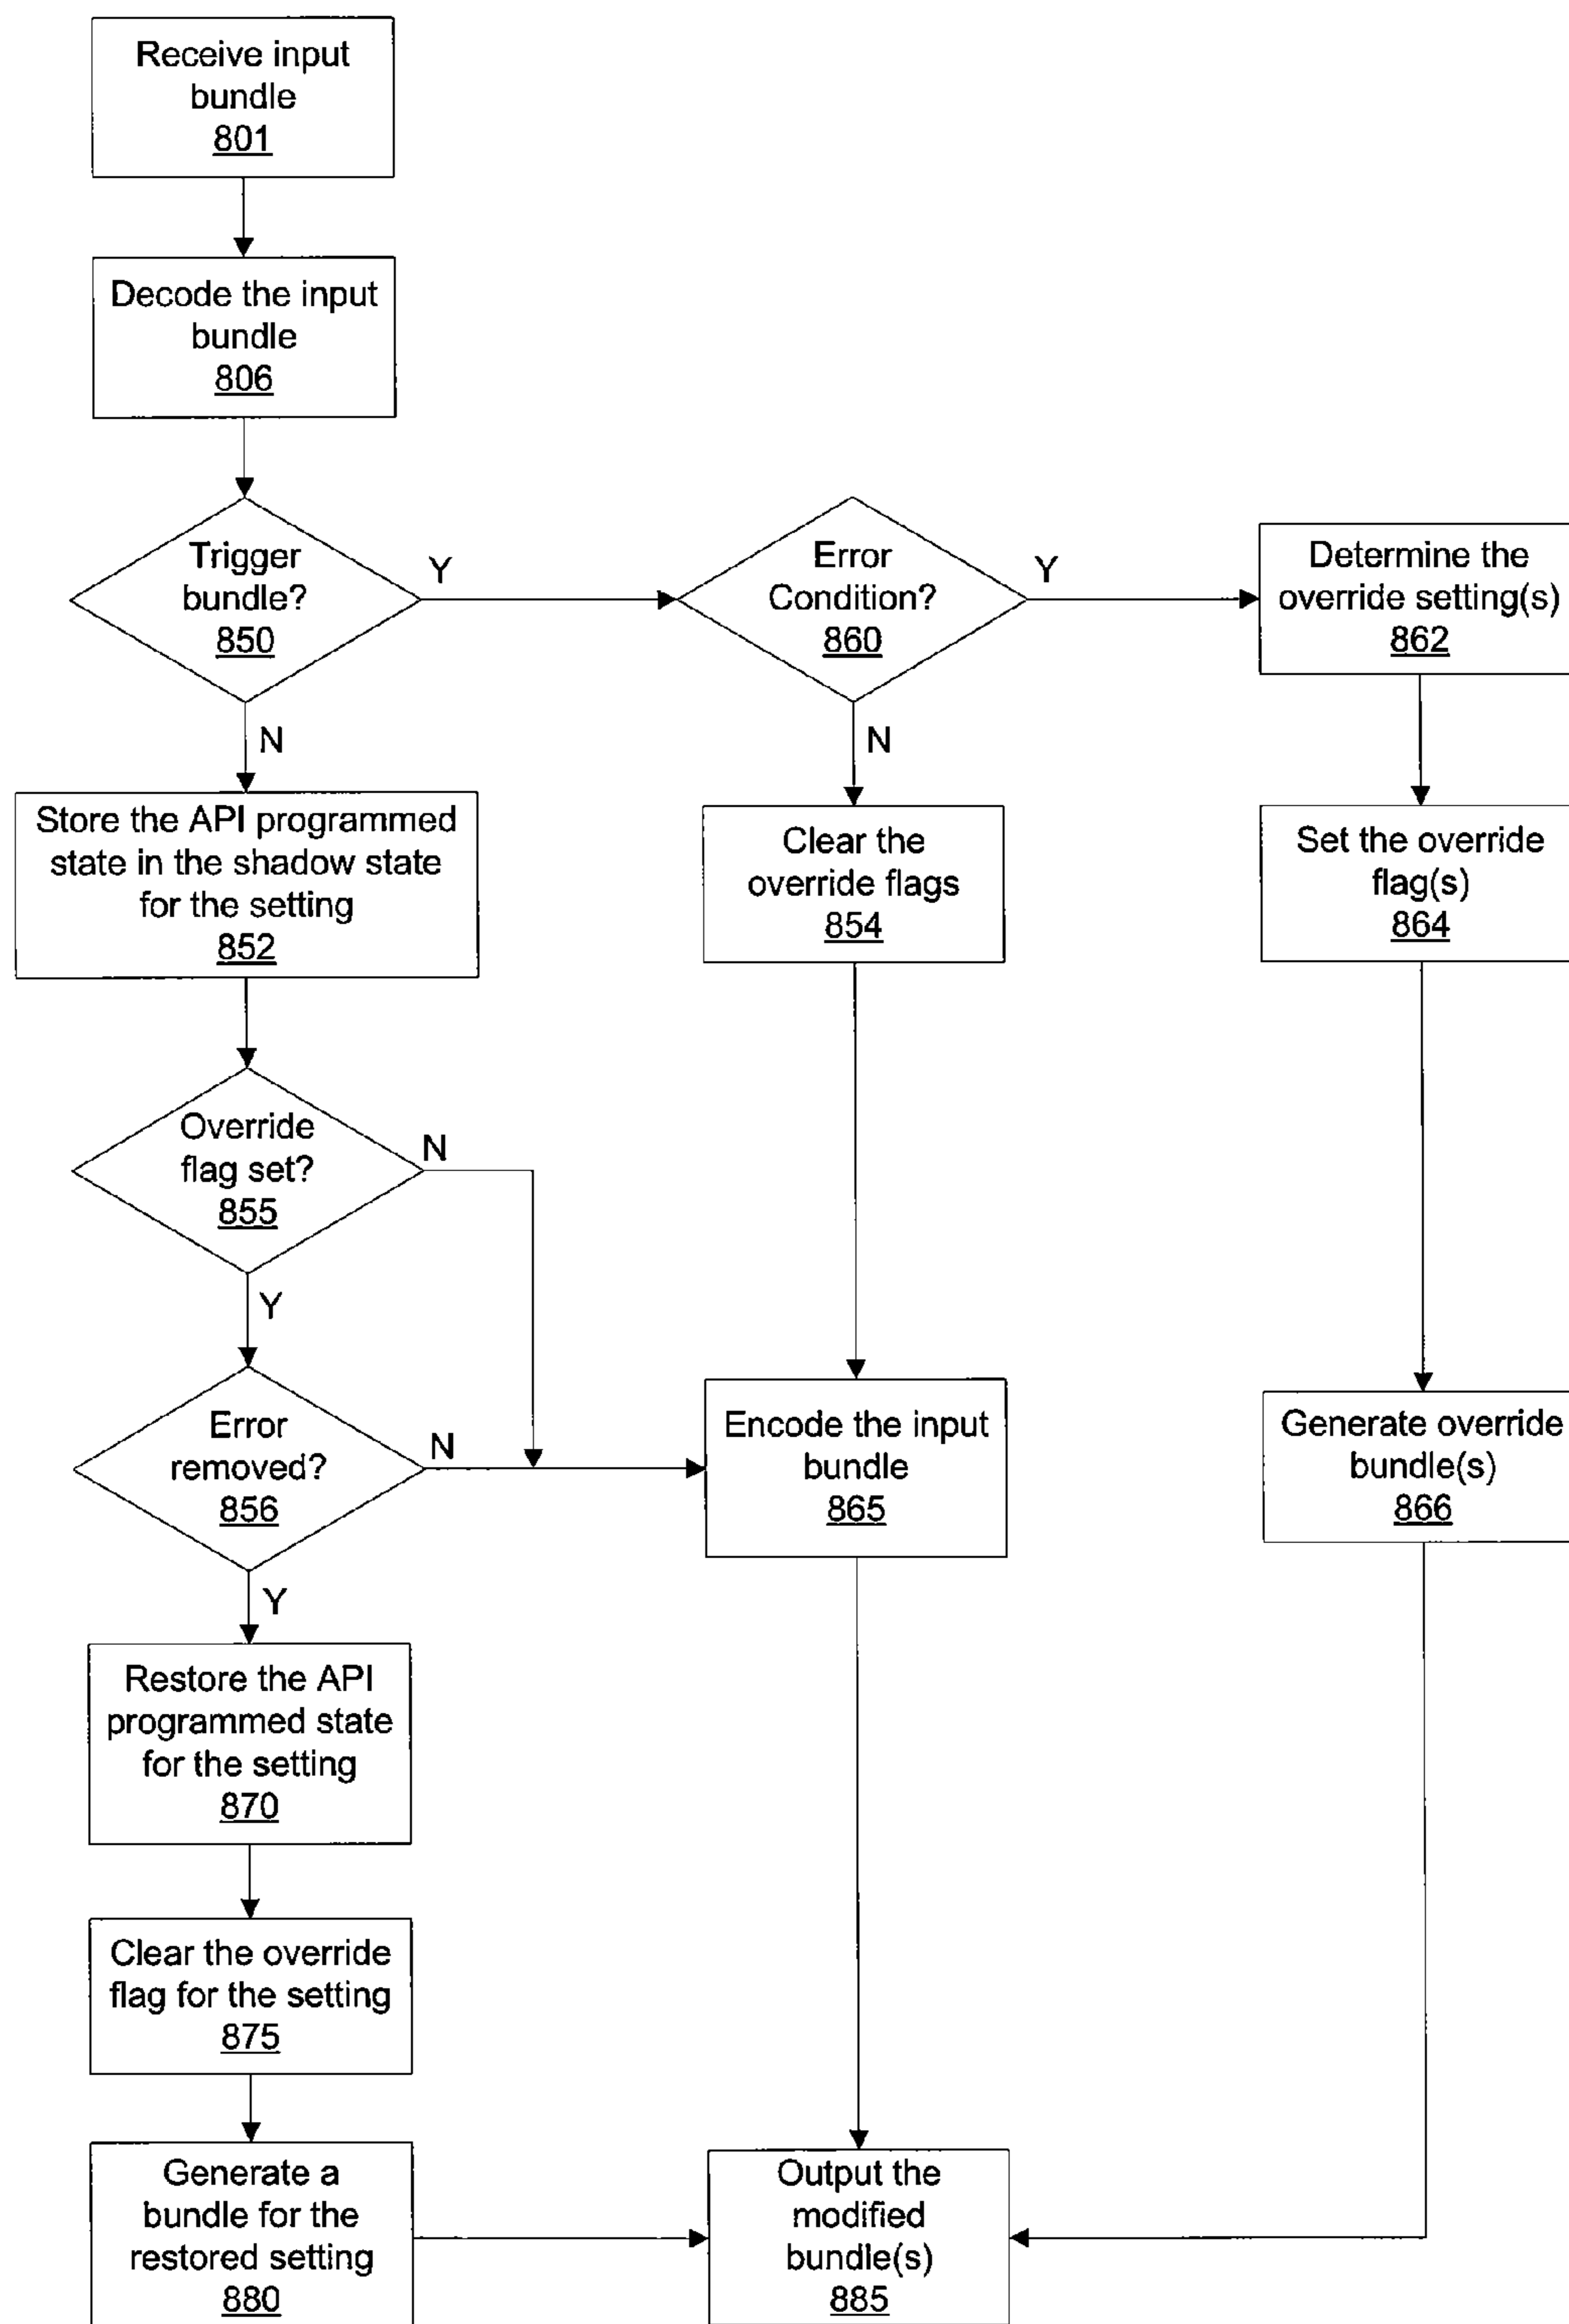 Receive input
bundle
801
Decode the input
bundle
806
Trigger
bundle?
850
Y
Error
Condition?
860
Y
Determine the
override setting(s)
862
N
N
Store the API programmed
state in the shadow state
for the setting
852
Clear the
override flags
854
Set the override
flag(s)
864
Override
flag set?
855
N
Y
Error
removed?
856
N
Encode the input
bundle
865
Generate override
bundle(s)
866
Y
Restore the API
programmed state
for the setting
870
Clear the override
flag for the setting
875
Generate a
bundle for the
restored setting
880
Output the
modified
bundle(s)
885